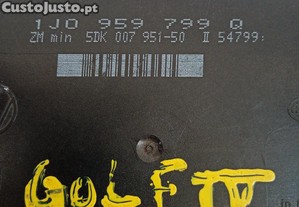 CustoJusto.pt
1J0 959 799 Q
ZM min 5DK 007 951-50 II 54799:
GOLF IV